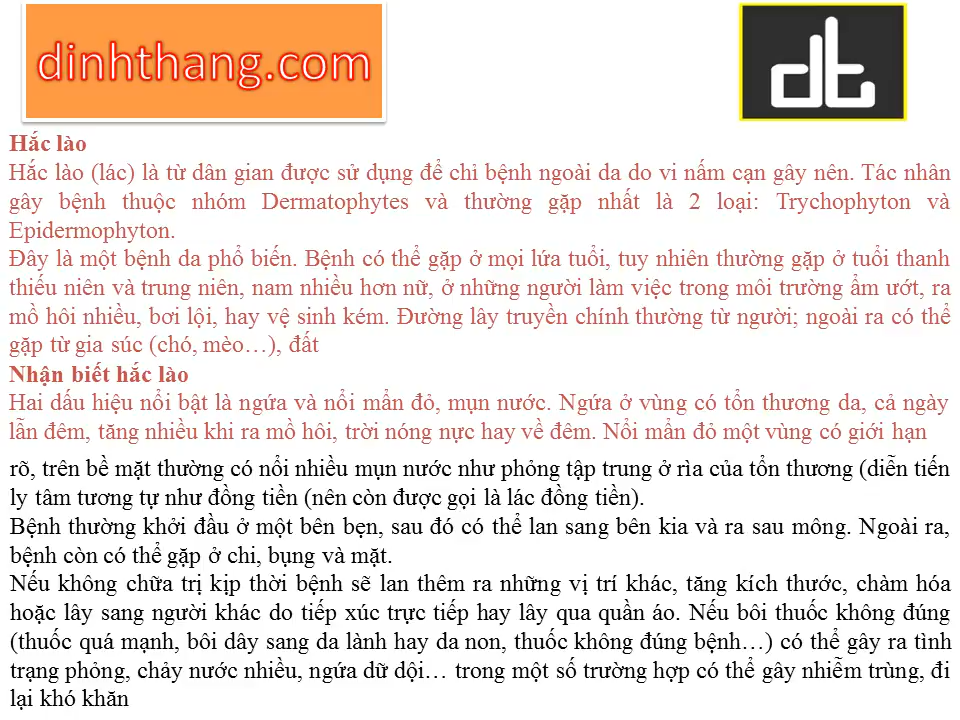 dinhthang.com
dt
Hắc lào
Hắc lào (lác) là từ dân gian được sử dụng để chỉ bệnh ngoài da do vi nấm cạn gây nên. Tác nhân
gây bệnh thuộc nhóm Dermatophytes và thường gặp nhất là 2 loại: Trychophyton và
Epidermophyton.
Đây là một bệnh da phổ biến. Bệnh có thể gặp ở mọi lứa tuổi, tuy nhiên thường gặp ở tuổi thanh
thiếu niên và trung niên, nam nhiều hơn nữ, ở những người làm việc trong môi trường ẩm ướt, ra
mồ hôi nhiều, bơi lội, hay vệ sinh kém. Đường lây truyền chính thường từ người; ngoài ra có thể
gặp từ gia súc (chó, mèo…), đất
Nhận biết hắc lào
Hai dấu hiệu nổi bật là ngứa và nổi mẩn đỏ, mụn nước. Ngứa ở vùng có tổn thương da, cả ngày
lẫn đêm, tăng nhiều khi ra mồ hôi, trời nóng nực hay về đêm. Nổi mẩn đỏ một vùng có giới hạn
rõ, trên bề mặt thường có nổi nhiều mụn nước như phỏng tập trung ở rìa của tổn thương (diễn tiến
ly tâm tương tự như đồng tiền (nên còn được gọi là lác đồng tiền).
Bệnh thường khởi đầu ở một bên bẹn, sau đó có thể lan sang bên kia và ra sau mông. Ngoài ra,
bệnh còn có thể gặp ở chi, bụng và mặt.
Nếu không chữa trị kịp thời bệnh sẽ lan thêm ra những vị trí khác, tăng kích thước, chàm hóa
hoặc lây sang người khác do tiếp xúc trực tiếp hay lây qua quần áo. Nếu bôi thuốc không đúng
(thuốc quá mạnh, bôi dây sang da lành hay da non, thuốc không đúng bệnh…) có thể gây ra tình
trạng phỏng, chảy nước nhiều, ngứa dữ dội… trong một số trường hợp có thể gây nhiễm trùng, đi
lại khó khăn